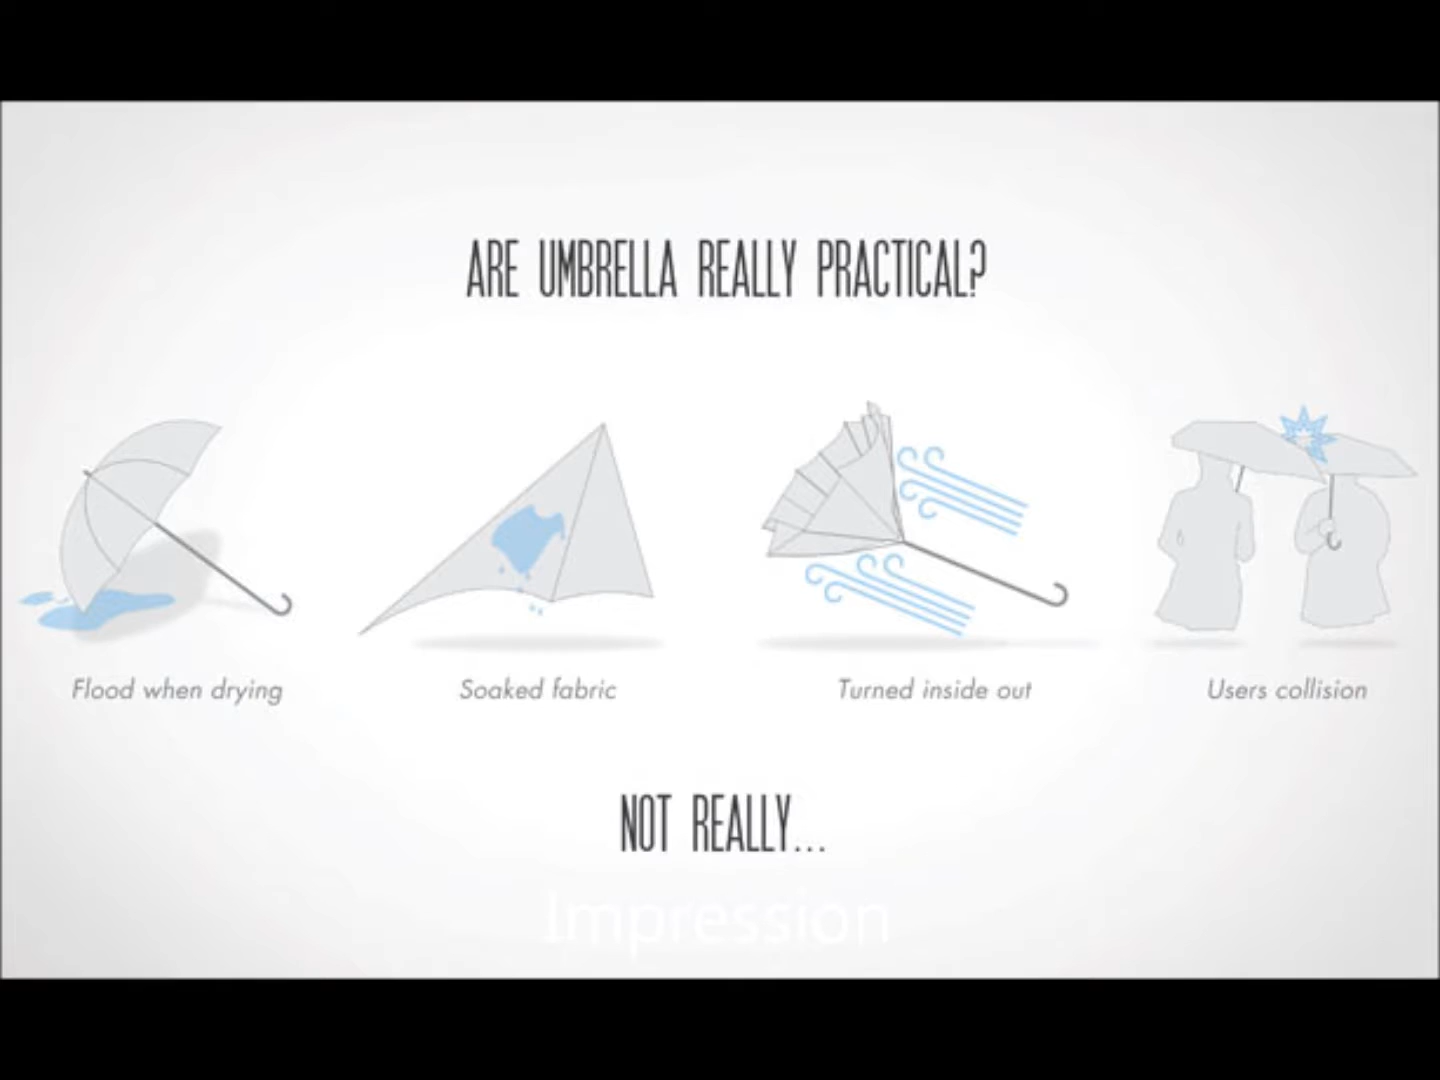 ARE UMBRELLA REALLY PRACTICAL?
Flood when drying
Soaked fabric
Turned inside out
Users collision
NOT REALLY...
Impression